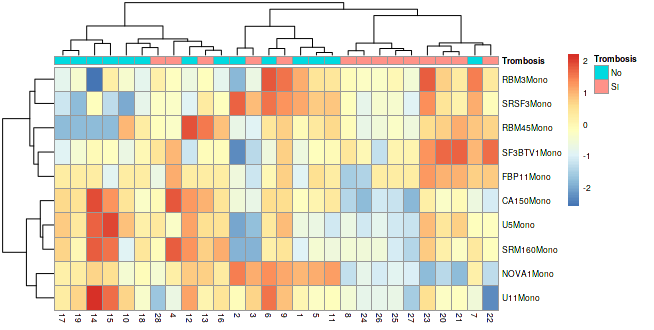 Trombosis
RBM3Mono
SRSF3Mono
RBM45Mono
SF3BTV1Mono
FBP11Mono
CA150Mono
U5Mono
SRM160Mono
NOVA1Mono
U11Mono
17 19 14 15 10 18 28 4 12 13 16 2 3 6 9 1 5 11 8 24 26 25 27 23 20 21 7 22
2
1
0
-1
-2
Trombosis
No
SI